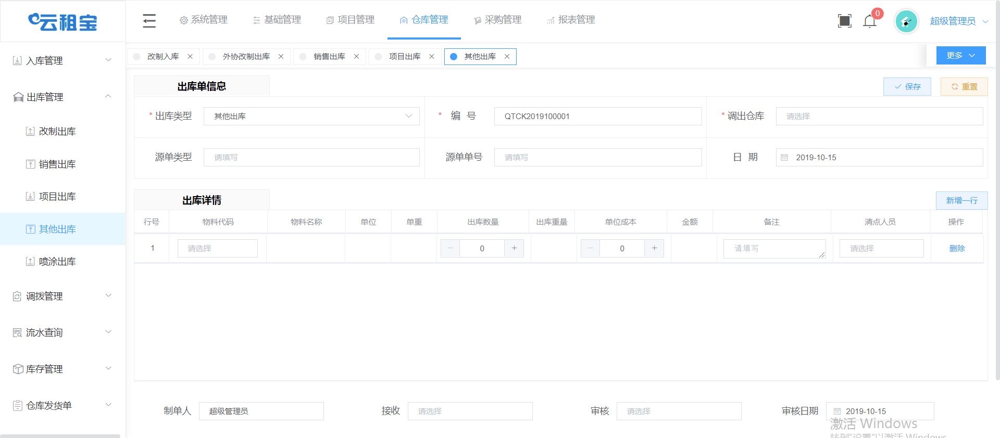 云租宝
系统管理
基础管理
项目管理
仓库管理
采购管理
报表管理
0
超级管理员
入库管理
出库管理
改制出库
销售出库
项目出库
其他出库
喷涂出库
调拨管理
流水查询
库存管理
仓库发货单
改制入库
外协改制出库
销售出库
项目出库
其他出库
更多
出库单信息
保存
重置
* 出库类型
其他出库
* 编 号
QTCK2019100001
* 调出仓库
请选择
源单类型
请填写
源单单号
请填写
日 期
2019-10-15
出库详情
新增一行
行号 物料代码 物料名称 单位 单重 出库数量 出库重量 单位成本 金额 备注 清点人员 操作
1 请选择 − 0 + − 0 + 请填写 请选择 删除
制单人 超级管理员 接收 请选择 审核 请选择 审核日期 2019-10-15
激活 Windows
转到“设置”以激活 Windows